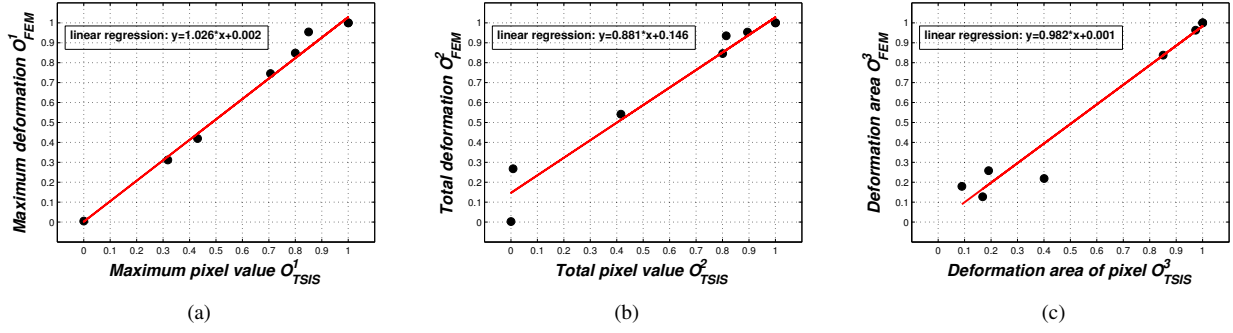 linear regression: y=1.026*x+0.002
Maximum deformation O^1_FEM
1
0.9
0.8
0.7
0.6
0.5
0.4
0.3
0.2
0.1
0
0 0.1 0.2 0.3 0.4 0.5 0.6 0.7 0.8 0.9 1
Maximum pixel value O^1_TSIS
(a)
linear regression: y=0.881*x+0.146
Total deformation O^2_FEM
1
0.9
0.8
0.7
0.6
0.5
0.4
0.3
0.2
0.1
0
0 0.1 0.2 0.3 0.4 0.5 0.6 0.7 0.8 0.9 1
Total pixel value O^2_TSIS
(b)
linear regression: y=0.982*x+0.001
Deformation area O^3_FEM
1
0.9
0.8
0.7
0.6
0.5
0.4
0.3
0.2
0.1
0
0 0.1 0.2 0.3 0.4 0.5 0.6 0.7 0.8 0.9 1
Deformation area of pixel O^3_TSIS
(c)